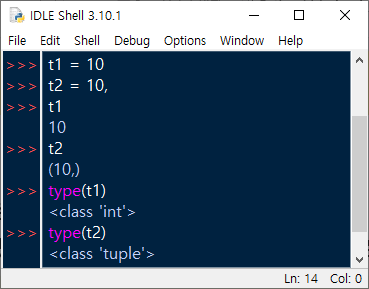 IDLE Shell 3.10.1
File Edit Shell Debug Options Window Help
>>> t1 = 10
>>> t2 = 10,
>>> t1
10
>>> t2
(10,)
>>> type(t1)
<class 'int'>
>>> type(t2)
<class 'tuple'>
Ln: 14 Col: 0